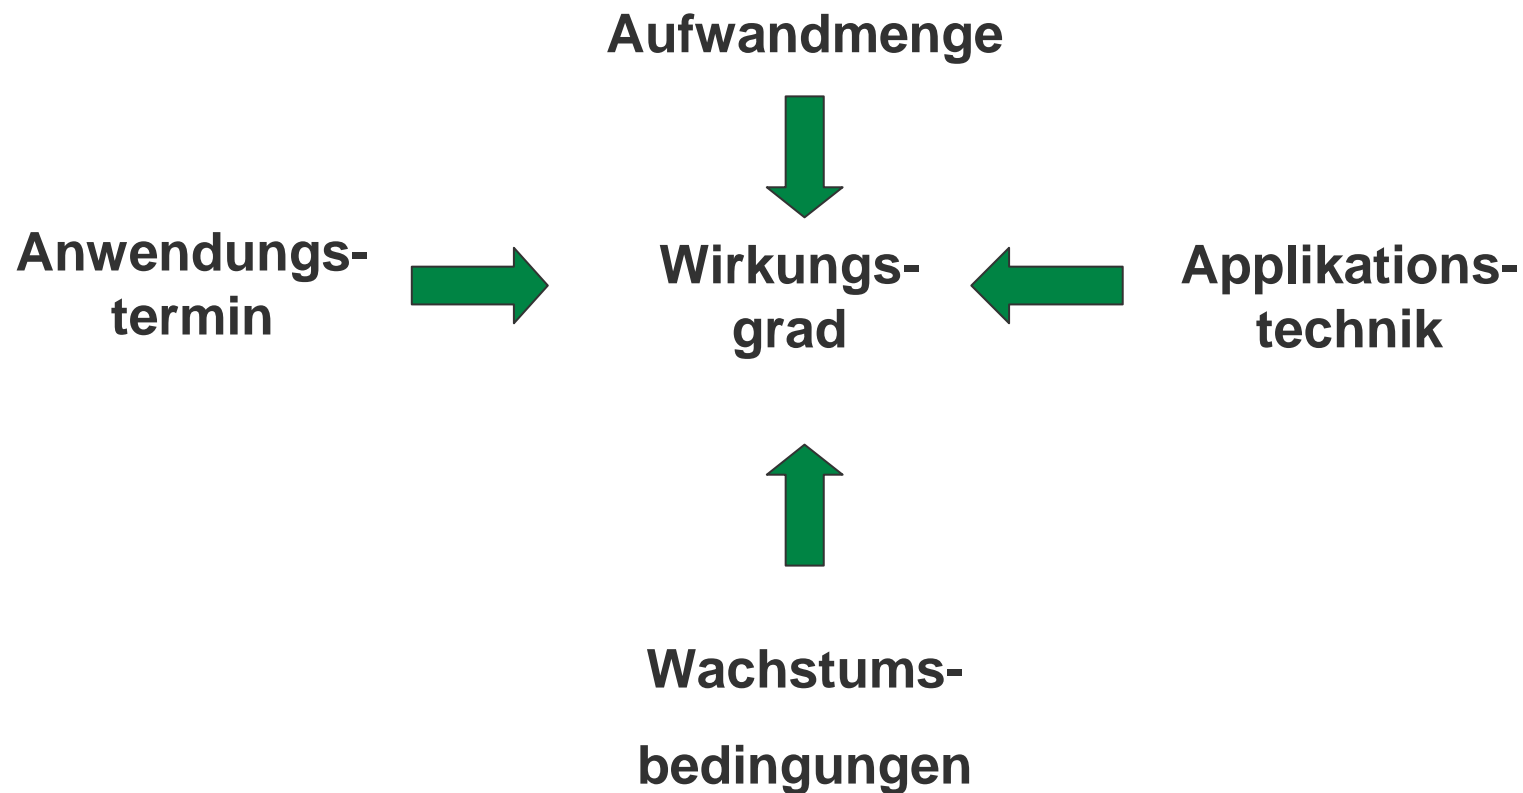 Aufwandmenge
Anwendungs-
termin
Wirkungs-
grad
Applikations-
technik
Wachstums-
bedingungen